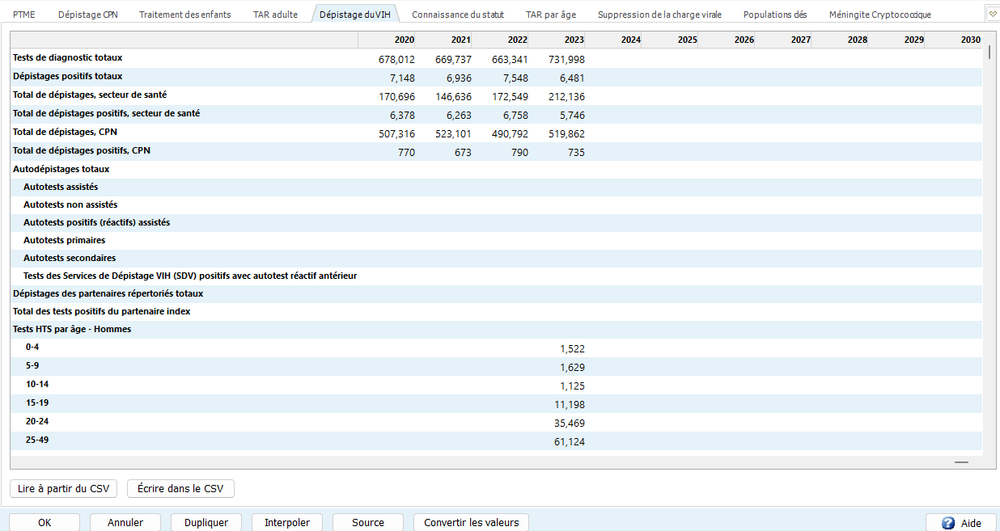 PTME Dépistage CPN Traitement des enfants TAR adulte Dépistage du VIH Connaissance du statut TAR par âge Suppression de la charge virale Populations clés Méningite Cryptococcique
2020 2021 2022 2023 2024 2025 2026 2027 2028 2029 2030
Tests de diagnostic totaux 678,012 669,737 663,341 731,998
Dépistages positifs totaux 7,148 6,936 7,548 6,481
Total de dépistages, secteur de santé 170,696 146,636 172,549 212,136
Total de dépistages positifs, secteur de santé 6,378 6,263 6,758 5,746
Total de dépistages, CPN 507,316 523,101 490,792 519,862
Total de dépistages positifs, CPN 770 673 790 735
Autodépistages totaux
Autotests assistés
Autotests non assistés
Autotests positifs (réactifs) assistés
Autotests primaires
Autotests secondaires
Tests des Services de Dépistage VIH (SDV) positifs avec autotest réactif antérieur
Dépistages des partenaires répertoriés totaux
Total des tests positifs du partenaire index
Tests HTS par âge - Hommes
0-4 1,522
5-9 1,629
10-14 1,125
15-19 11,198
20-24 35,469
25-49 61,124
Lire à partir du CSV Écrire dans le CSV
OK Annuler Dupliquer Interpoler Source Convertir les valeurs ? Aide